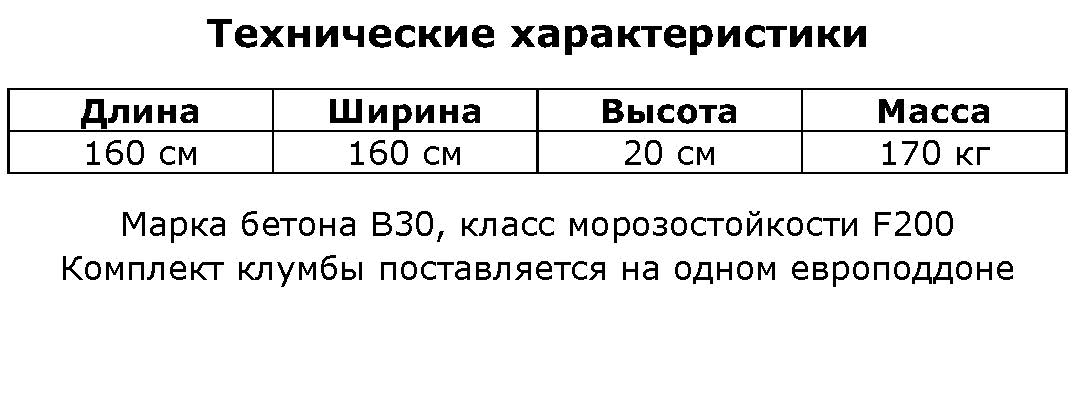 Технические характеристики
Длина Ширина Высота Масса
160 см 160 см 20 см 170 кг
Марка бетона В30, класс морозостойкости F200
Комплект клумбы поставляется на одном европоддоне